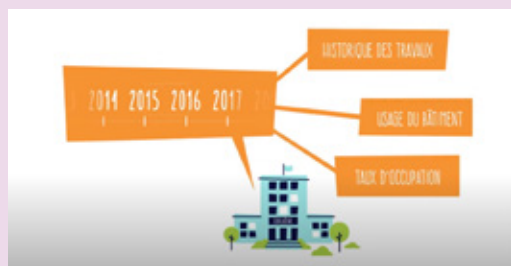 HISTORIQUE DES TRAVAUX
2014 2015 2016 2017
USAGE DU BÂTIMENT
TAUX D'OCCUPATION